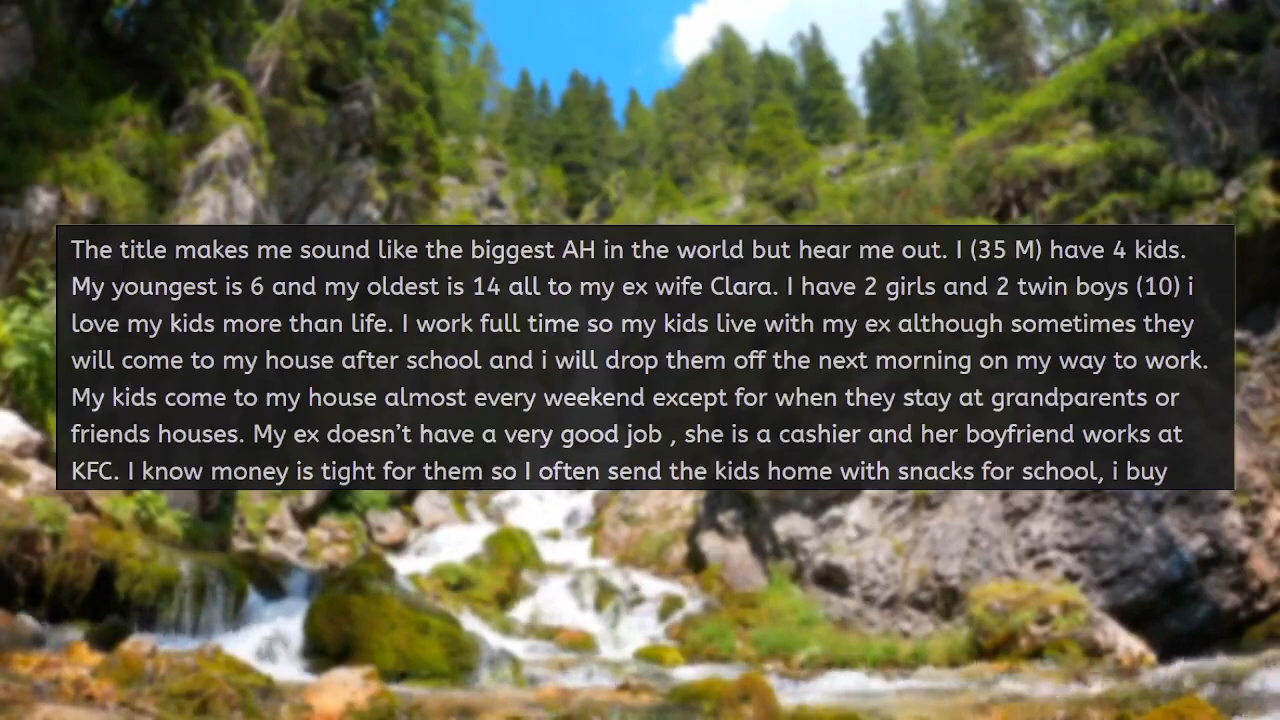 The title makes me sound like the biggest AH in the world but hear me out. I (35 M) have 4 kids.
My youngest is 6 and my oldest is 14 all to my ex wife Clara. I have 2 girls and 2 twin boys (10) i
love my kids more than life. I work full time so my kids live with my ex although sometimes they
will come to my house after school and i will drop them off the next morning on my way to work.
My kids come to my house almost every weekend except for when they stay at grandparents or
friends houses. My ex doesn’t have a very good job , she is a cashier and her boyfriend works at
KFC. I know money is tight for them so I often send the kids home with snacks for school, i buy